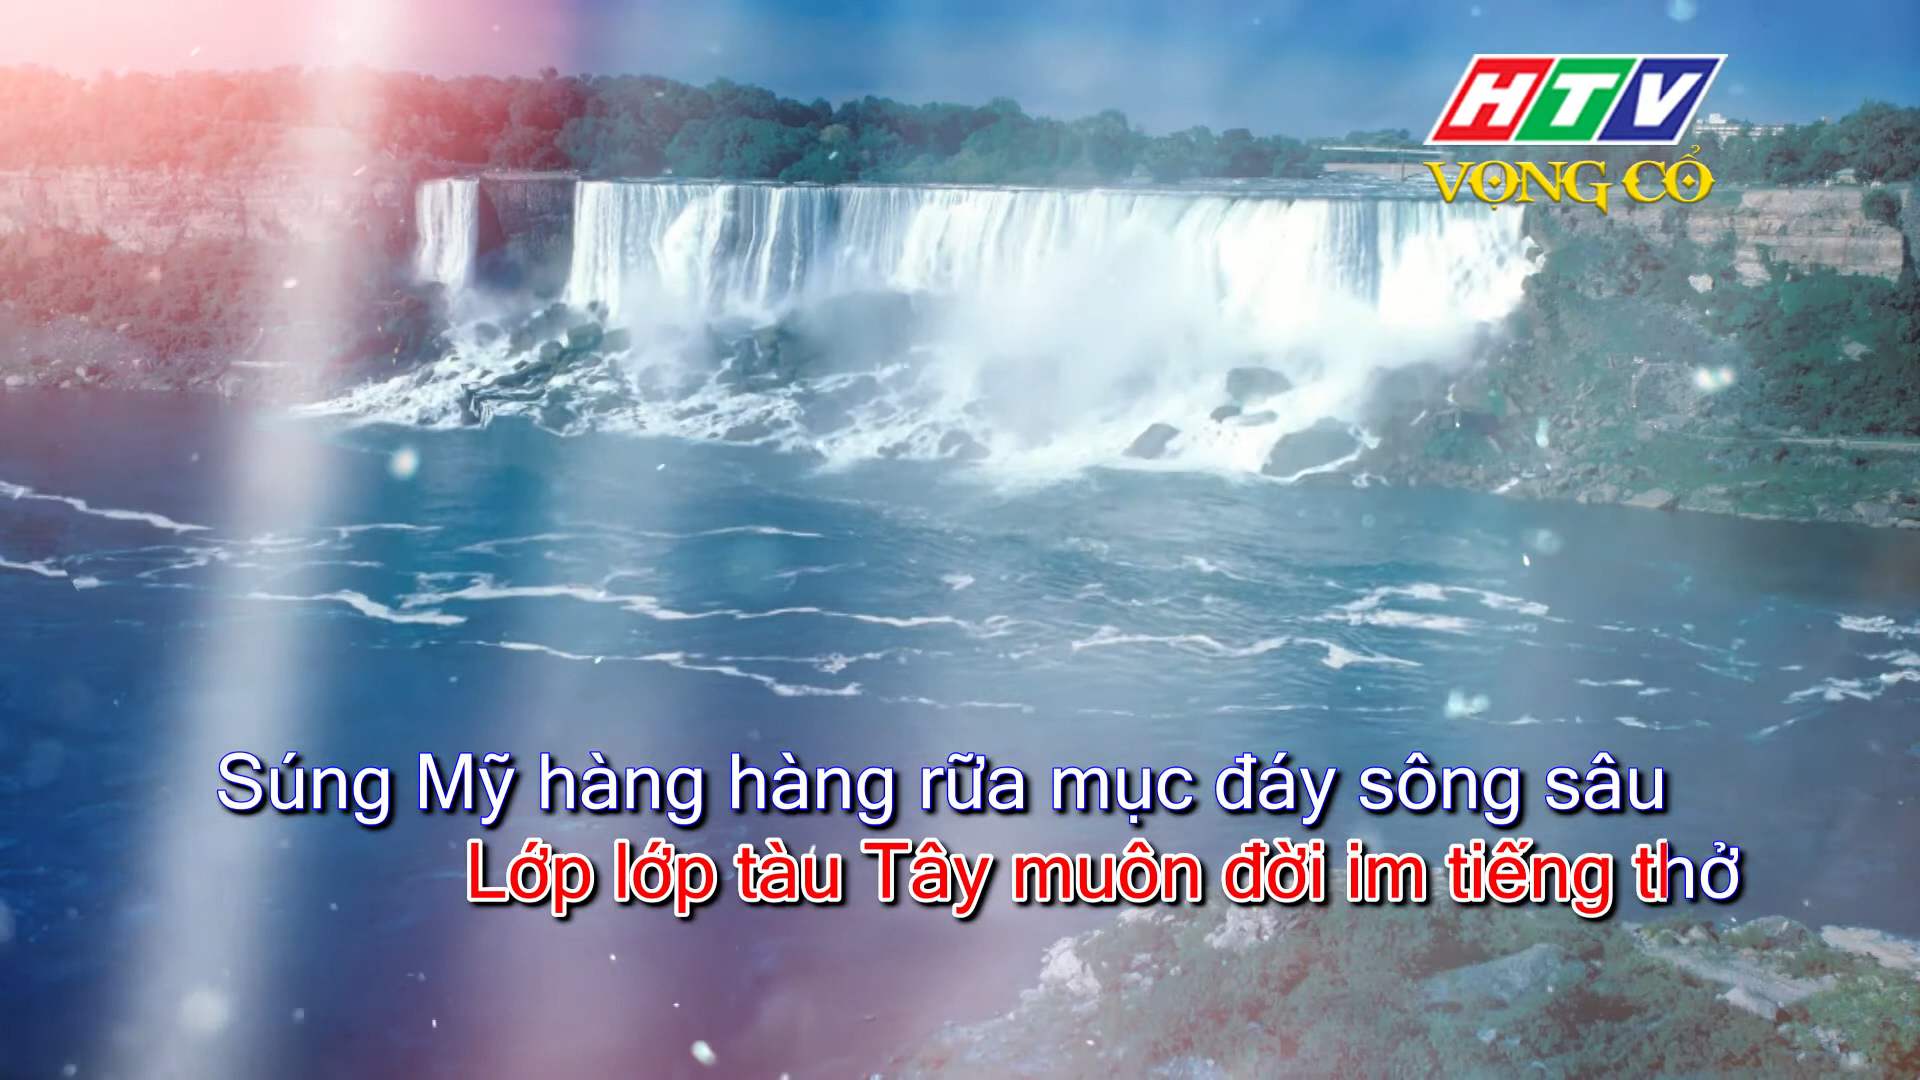 HTV
VỌNG CỔ
Súng Mỹ hàng hàng rữa mục đáy sông sâu
Lớp lớp tàu Tây muôn đời im tiếng thở